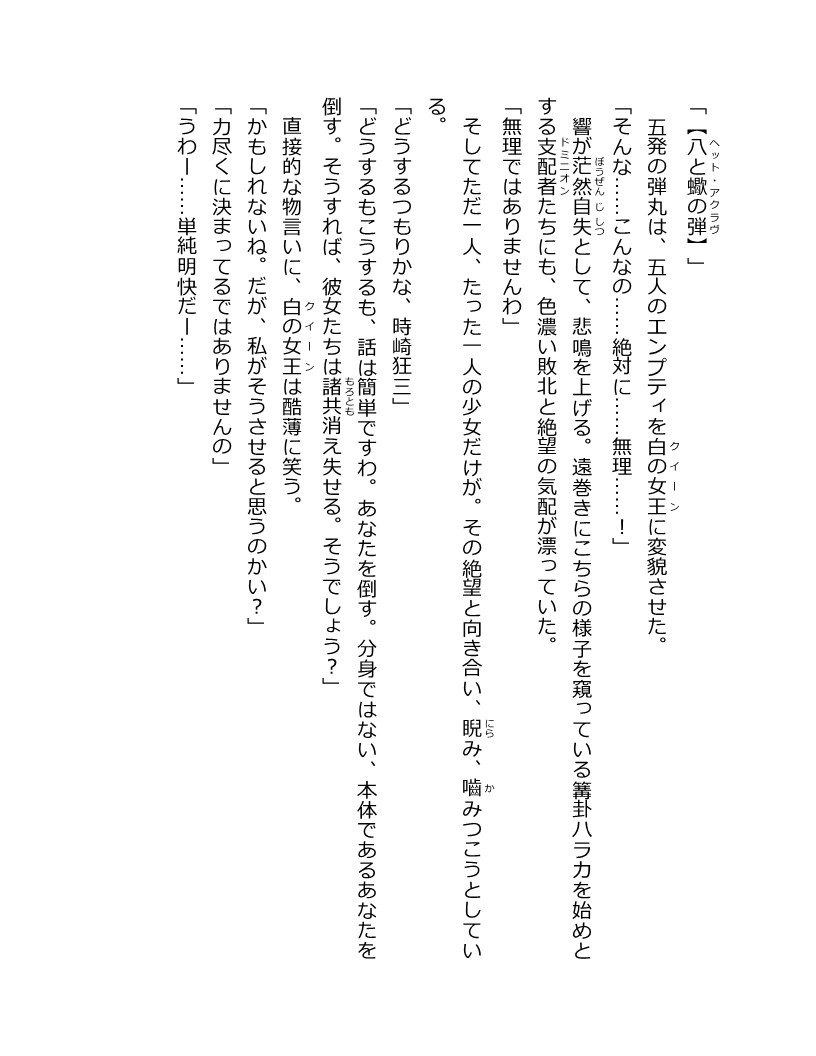 「【八と蠍の弾】」
ヘット・アクラヴ
五発の弾丸は、五人のエンプティを白の女王に変貌させた。
クイーン
「そんな……こんなの……絶対に……無理……！」
響が茫然自失として、悲鳴を上げる。遠巻きにこちらの様子を窺っている篝卦ハラカを始めと
ぼうぜんじしつ
する支配者たちにも、色濃い敗北と絶望の気配が漂っていた。
ドミニオン
「無理ではありませんわ」
そしてただ一人、たった一人の少女だけが。その絶望と向き合い、睨み、嚙みつこうとしてい
にら
か
る。
「どうするつもりかな、時崎狂三」
「どうするもこうするも、話は簡単ですわ。あなたを倒す。分身ではない、本体であるあなたを
倒す。そうすれば、彼女たちは諸共消え失せる。そうでしょう？」
もろとも
直接的な物言いに、白の女王は酷薄に笑う。
クイーン
「かもしれないね。だが、私がそうさせると思うのかい？」
「力尽くに決まってるではありませんの」
「うわー……単純明快だー……」